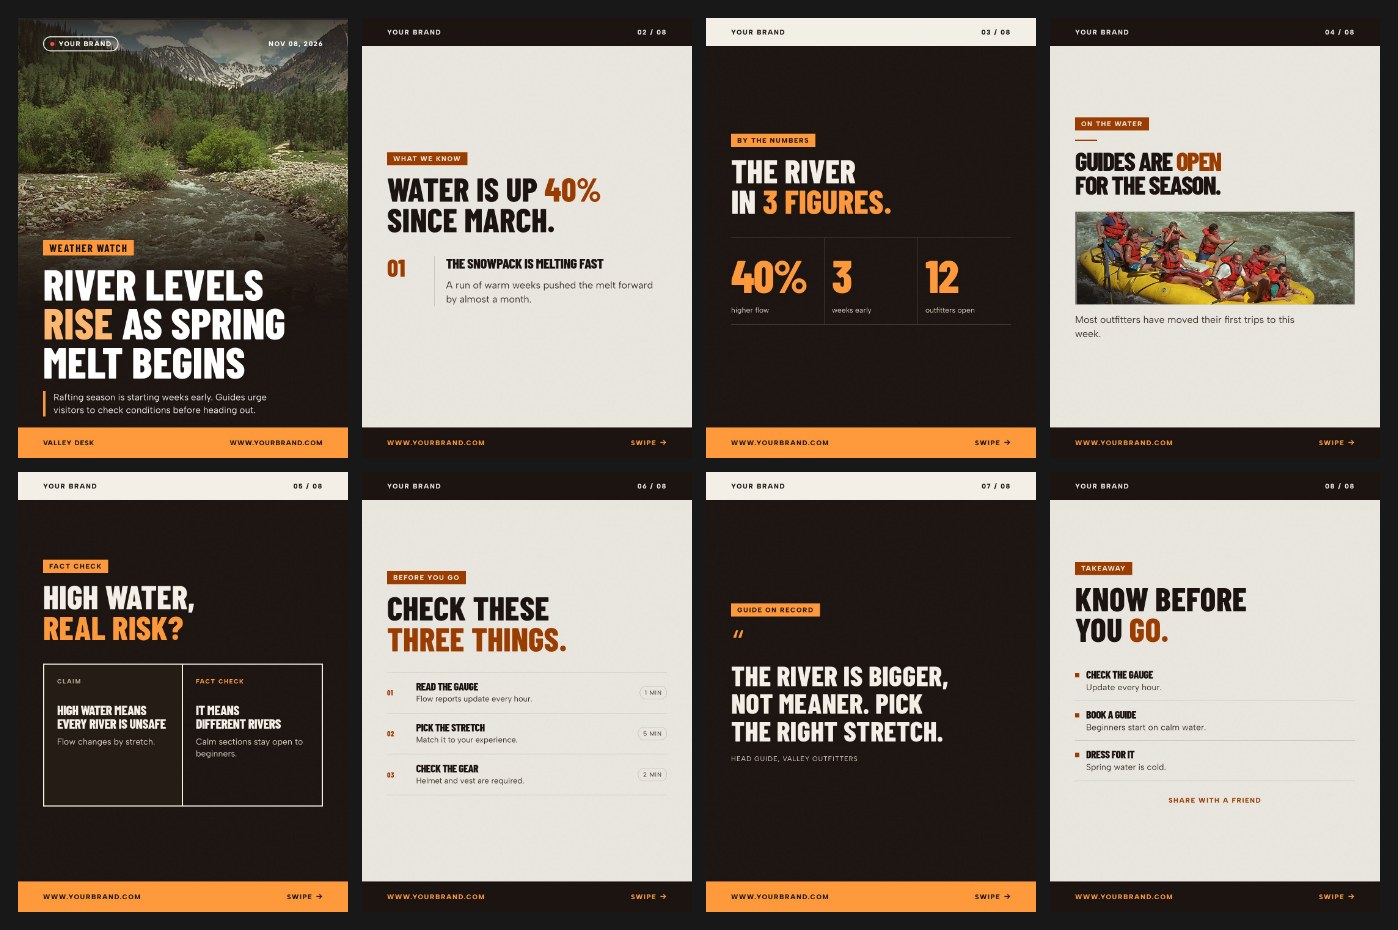 YOUR BRAND
NOV 08, 2026
WEATHER WATCH
RIVER LEVELS
RISE AS SPRING
MELT BEGINS
Rafting season is starting weeks early. Guides urge
visitors to check conditions before heading out.
VALLEY DESK
WWW.YOURBRAND.COM
YOUR BRAND
02 / 08
WHAT WE KNOW
WATER IS UP 40%
SINCE MARCH.
01
THE SNOWPACK IS MELTING FAST
A run of warm weeks pushed the melt forward
by almost a month.
WWW.YOURBRAND.COM
SWIPE →
YOUR BRAND
03 / 08
BY THE NUMBERS
THE RIVER
IN 3 FIGURES.
40%
higher flow
3
weeks early
12
outfitters open
WWW.YOURBRAND.COM
SWIPE →
YOUR BRAND
04 / 08
ON THE WATER
GUIDES ARE OPEN
FOR THE SEASON.
Most outfitters have moved their first trips to this
week.
WWW.YOURBRAND.COM
SWIPE →
YOUR BRAND
05 / 08
FACT CHECK
HIGH WATER,
REAL RISK?
CLAIM
HIGH WATER MEANS
EVERY RIVER IS UNSAFE
Flow changes by stretch.
FACT CHECK
IT MEANS
DIFFERENT RIVERS
Calm sections stay open to
beginners.
WWW.YOURBRAND.COM
SWIPE →
YOUR BRAND
06 / 08
BEFORE YOU GO
CHECK THESE
THREE THINGS.
01
READ THE GAUGE
Flow reports update every hour.
1 MIN
02
PICK THE STRETCH
Match it to your experience.
5 MIN
03
CHECK THE GEAR
Helmet and vest are required.
2 MIN
WWW.YOURBRAND.COM
SWIPE →
YOUR BRAND
07 / 08
GUIDE ON RECORD
“
THE RIVER IS BIGGER,
NOT MEANER. PICK
THE RIGHT STRETCH.
HEAD GUIDE, VALLEY OUTFITTERS
WWW.YOURBRAND.COM
SWIPE →
YOUR BRAND
08 / 08
TAKEAWAY
KNOW BEFORE
YOU GO.
CHECK THE GAUGE
Update every hour.
BOOK A GUIDE
Beginners start on calm water.
DRESS FOR IT
Spring water is cold.
SHARE WITH A FRIEND
WWW.YOURBRAND.COM
SWIPE →